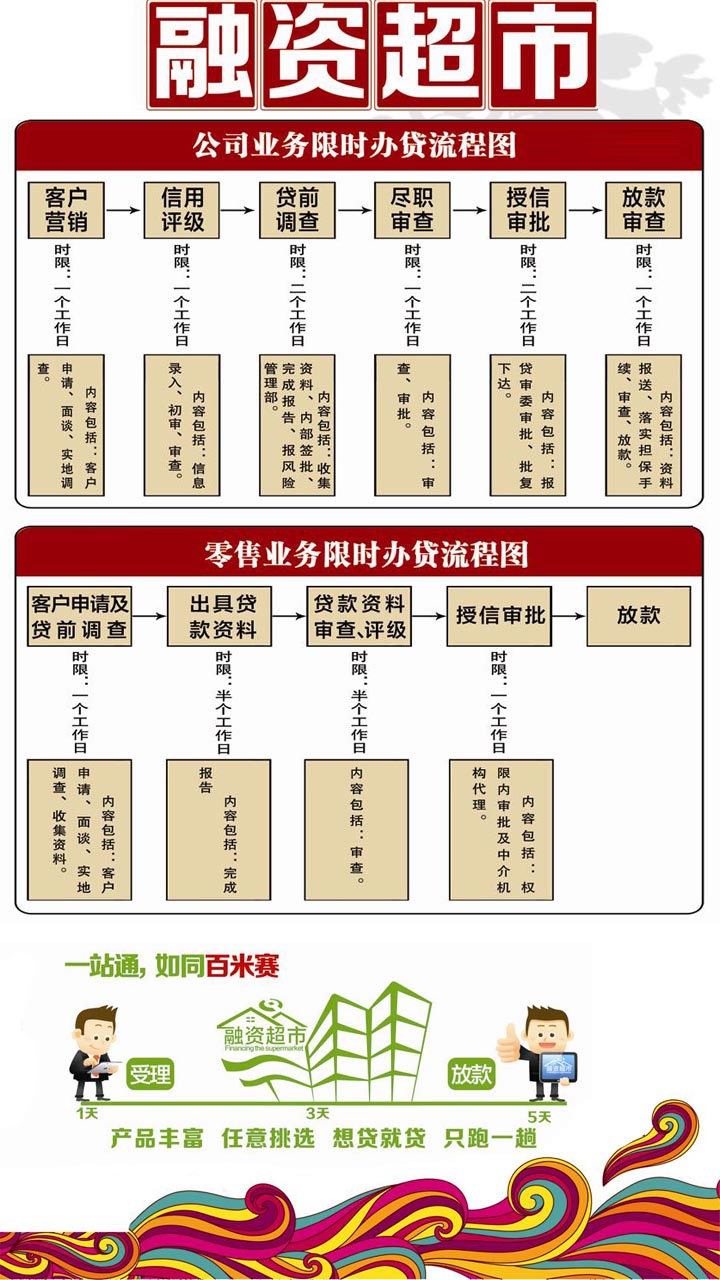 融资超市
公司业务限时办贷流程图
客户
营销
信用
评级
贷前
调查
尽职
审查
授信
审批
放款
审查
时限：一个工作日
时限：一个工作日
时限：二个工作日
时限：一个工作日
时限：二个工作日
时限：一个工作日
内容包括：客户
申请、面谈、实地调
查。
内容包括：信息
录入、初审、审查。
内容包括：收集
资料、内部签批、
完成报告、报风险
管理部。
内容包括：审
查、审批。
内容包括：报
贷审委审批、批复
下达。
内容包括：资料
报送、落实担保手
续、审查、放款。
零售业务限时办贷流程图
客户申请及
贷前调查
出具贷
款资料
贷款资料
审查、评级
授信审批
放款
时限：一个工作日
时限：半个工作日
时限：半个工作日
时限：一个工作日
内容包括：客户
申请、面谈、实地
调查、收集资料。
内容包括：完成
报告
内容包括：审查。
内容包括：权
限内审批及中介机
构代理。
一站通，如同百米赛
融资超市
Financing the supermarket
受理
放款
融资超市
1天
3天
5天
产品丰富 任意挑选 想贷就贷 只跑一趟